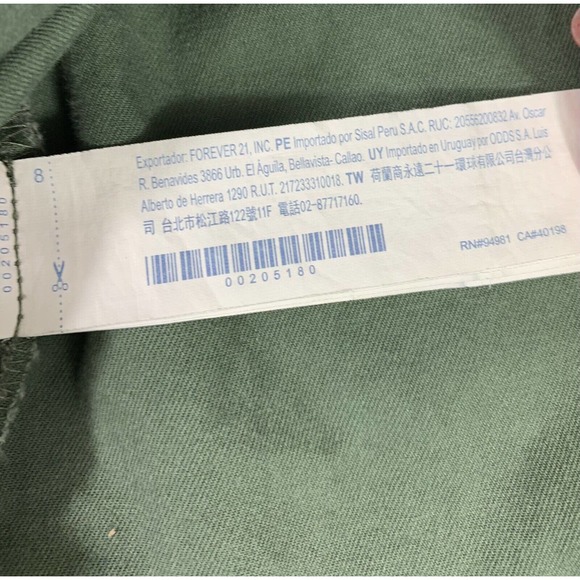 Exportador: FOREVER 21, INC. PE Importado por Sisal Peru S.A.C. RUC: 20556200832 Av. Oscar
R. Benavides 3866 Urb. El Águila, Bellavista- Callao. UY Importado en Uruguay por ODDS S.A. Luis
Alberto de Herrera 1290 R.U.T. 217233310018. TW 荷蘭商永遠二十一環球有限公司台灣分公
司 台北市松江路122號11F 電話02-87717160.
00205180
RN#94981 CA#40198
8
00205180